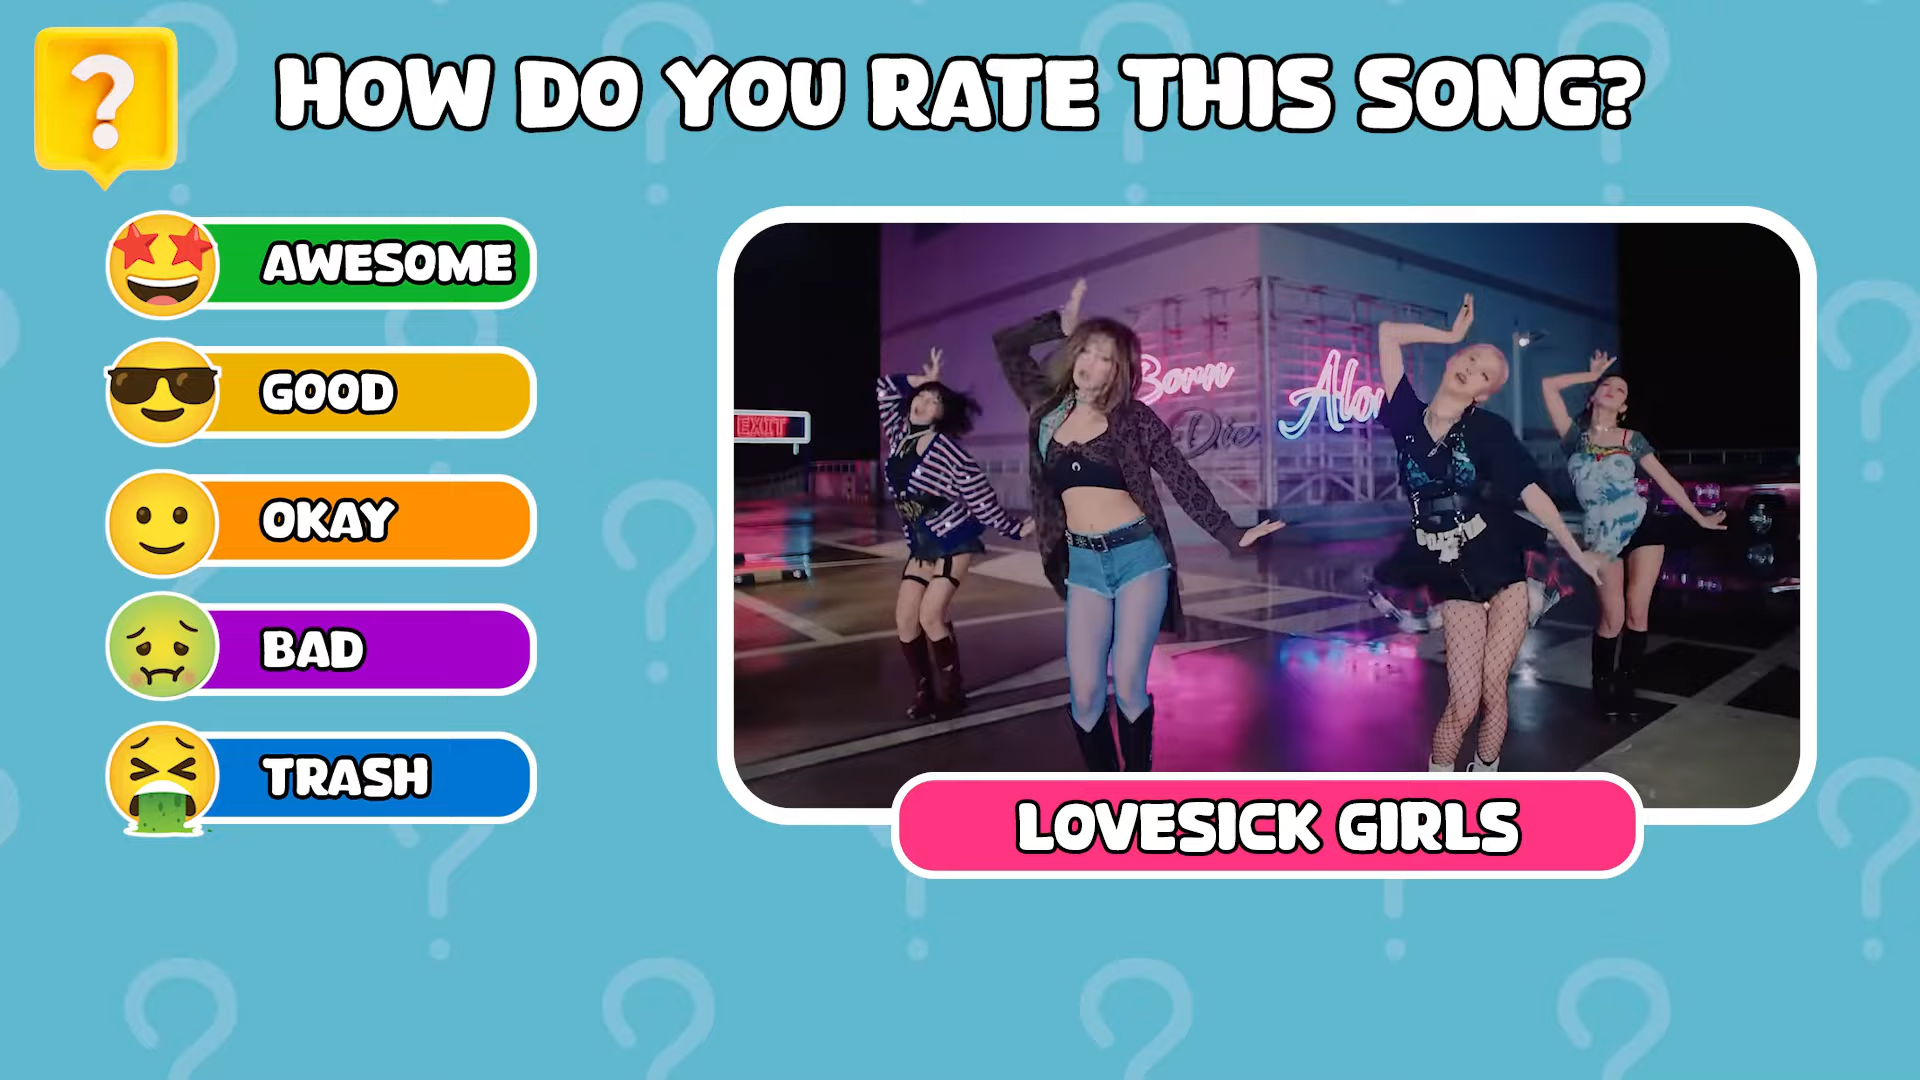 HOW DO YOU RATE THIS SONG?
AWESOME
GOOD
OKAY
BAD
TRASH
EXIT
Born
Die
LOVESICK GIRLS